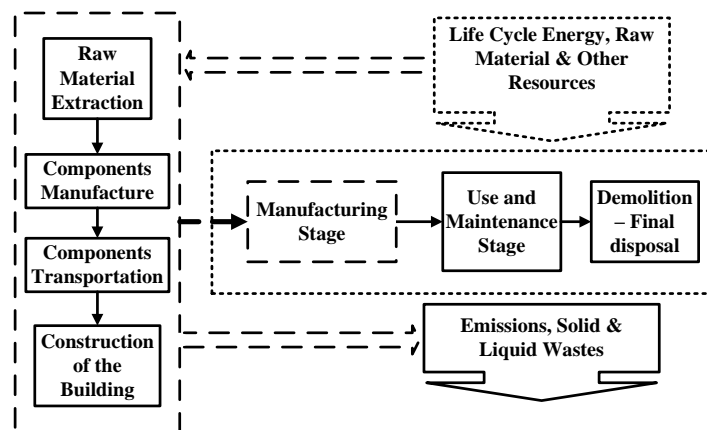 Raw
Material
Extraction
Components
Manufacture
Components
Transportation
Construction
of the
Building
Life Cycle Energy, Raw
Material & Other
Resources
Manufacturing
Stage
Use and
Maintenance
Stage
Demolition
– Final
disposal
Emissions, Solid &
Liquid Wastes